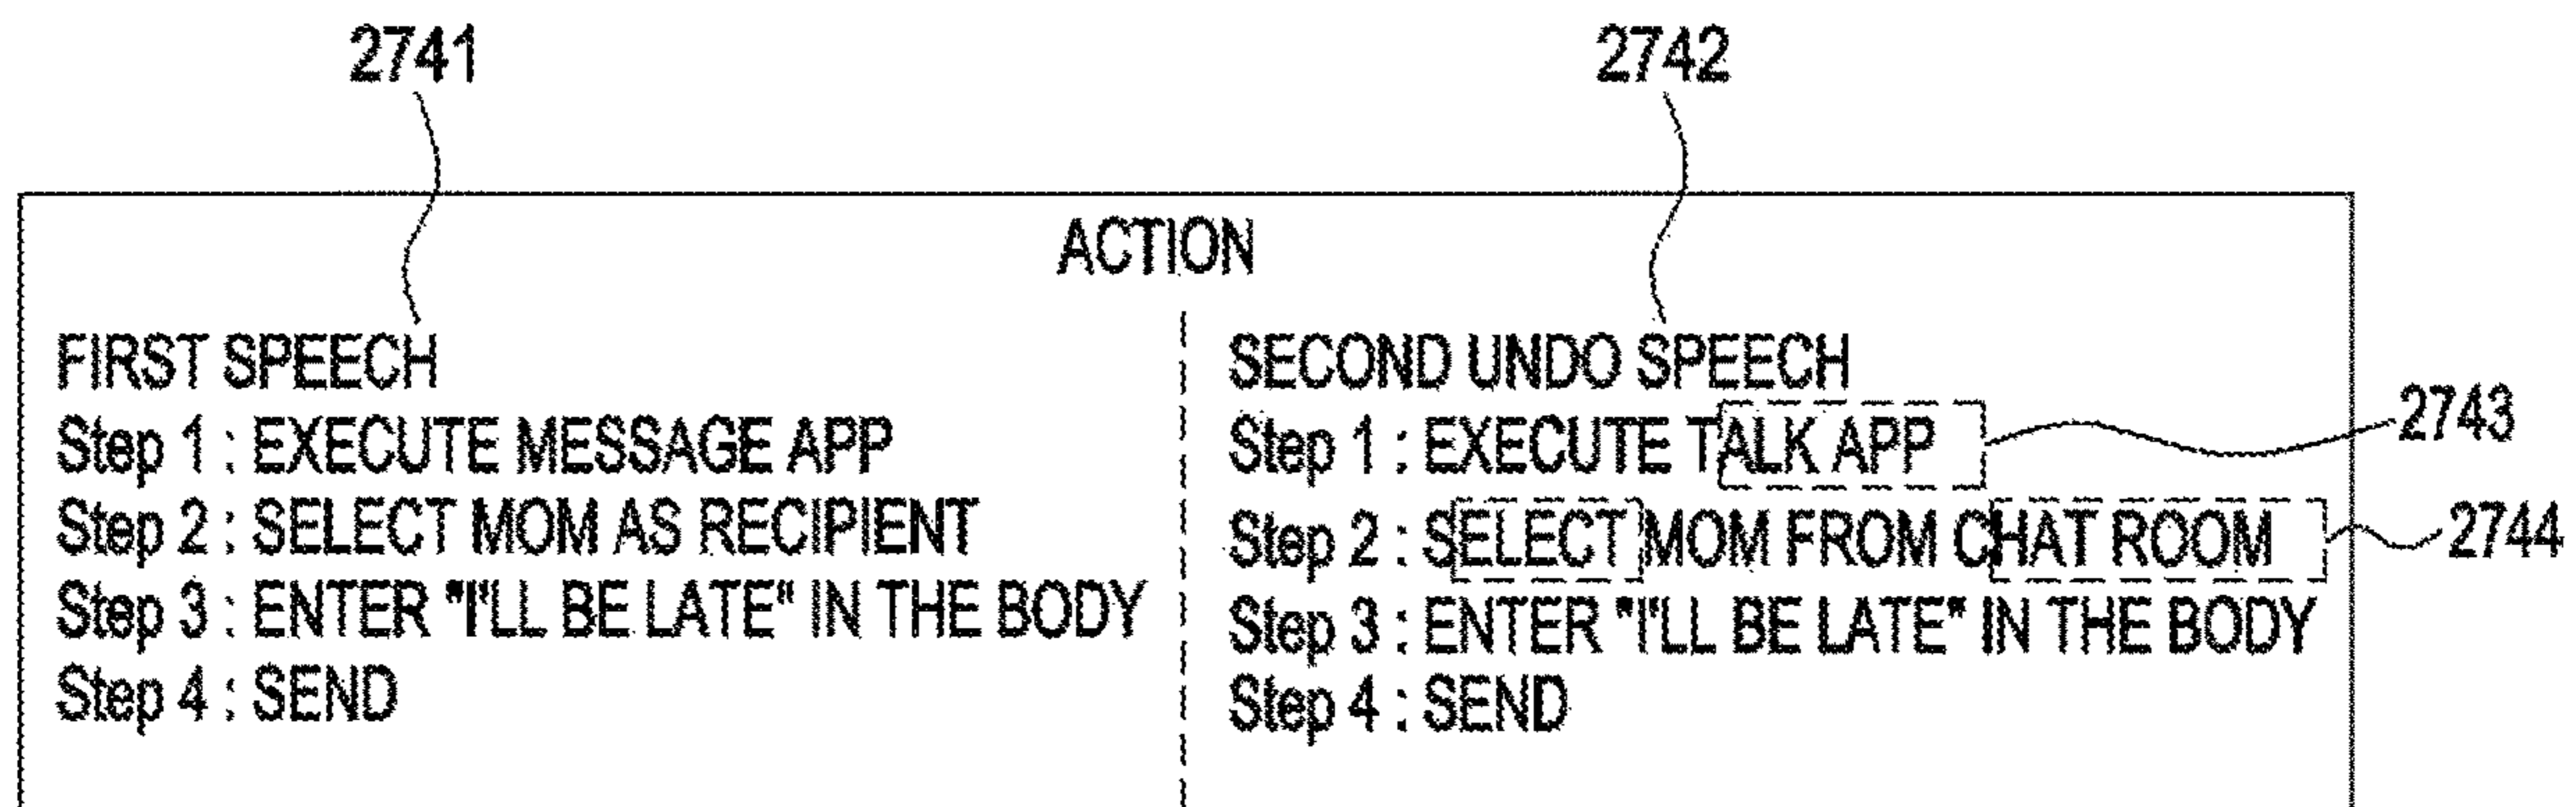 2741
2742
ACTION
FIRST SPEECH
Step 1 : EXECUTE MESSAGE APP
Step 2 : SELECT MOM AS RECIPIENT
Step 3 : ENTER "I'LL BE LATE" IN THE BODY
Step 4 : SEND
SECOND UNDO SPEECH
Step 1 : EXECUTE TALK APP
2743
Step 2 : SELECT MOM FROM CHAT ROOM
2744
Step 3 : ENTER "I'LL BE LATE" IN THE BODY
Step 4 : SEND